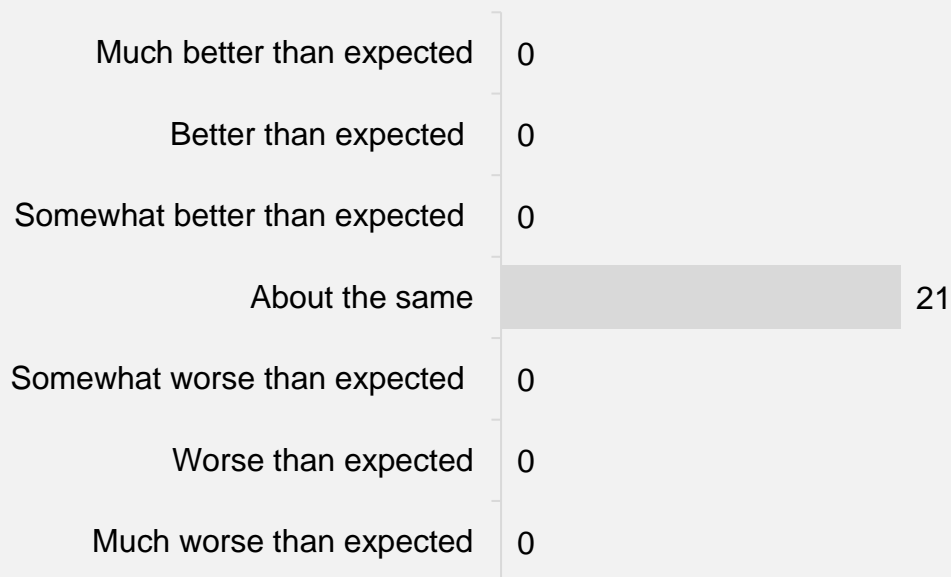 Much better than expected 0
Better than expected 0
Somewhat better than expected 0
About the same 21
Somewhat worse than expected 0
Worse than expected 0
Much worse than expected 0